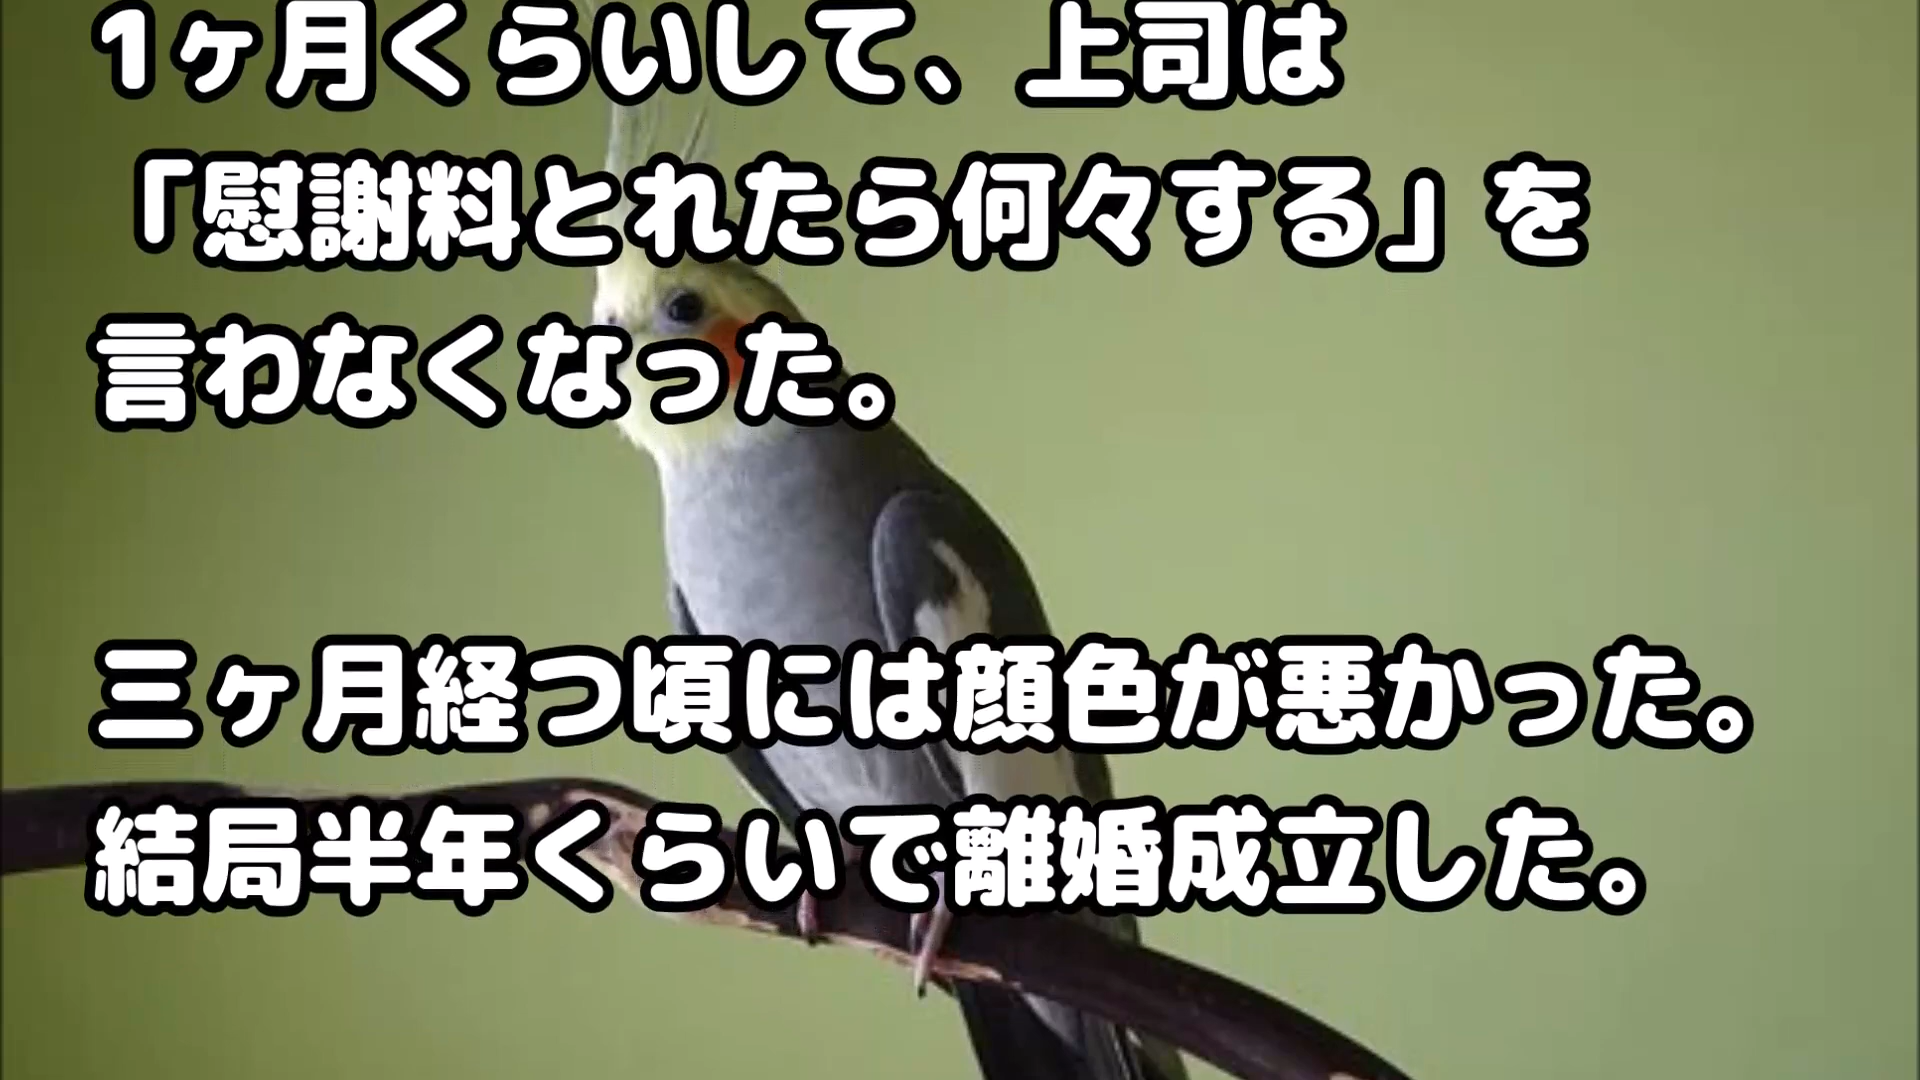 1ヶ月くらいして、上司は
「慰謝料とれたら何々する」を
言わなくなった。
三ヶ月経つ頃には顔色が悪かった。
結局半年くらいで離婚成立した。